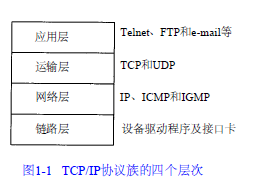 应用层 Telnet、FTP和e-mail等
运输层 TCP和UDP
网络层 IP、ICMP和IGMP
链路层 设备驱动程序及接口卡
图1-1 TCP/IP协议族的四个层次